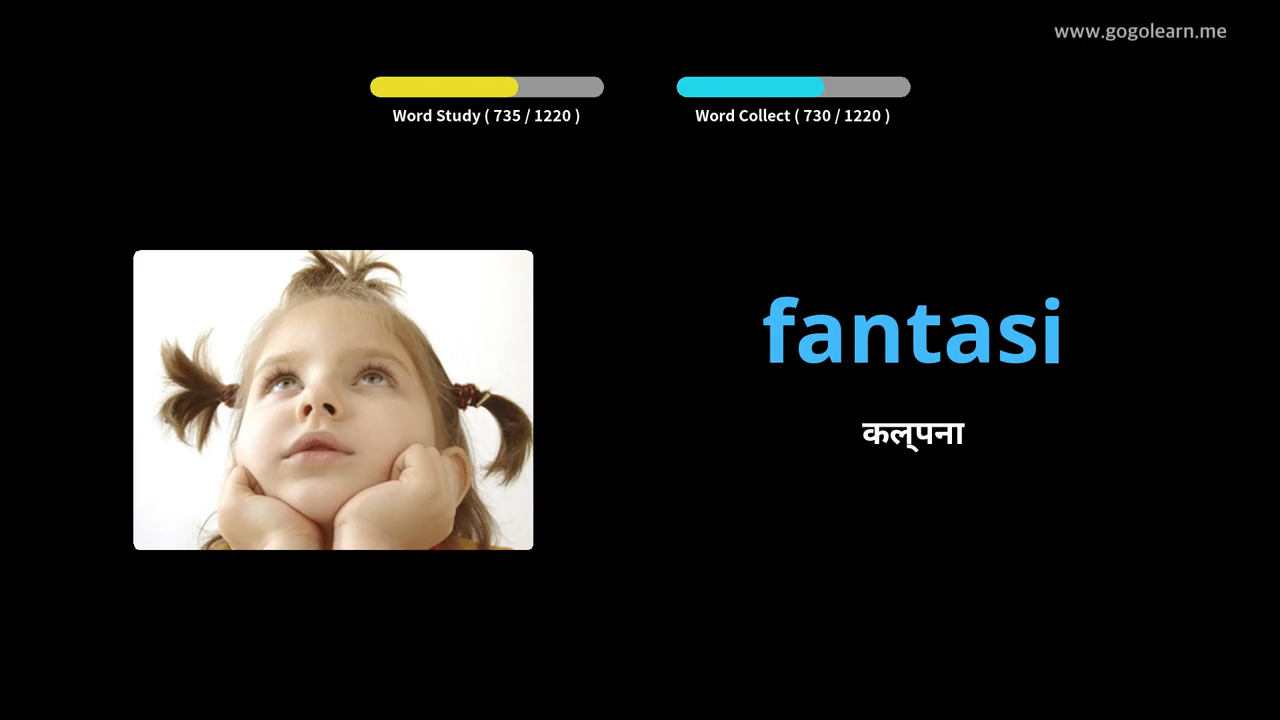 www.gogolearn.me
Word Study ( 735 / 1220 )
Word Collect ( 730 / 1220 )
fantasi
कल्पना